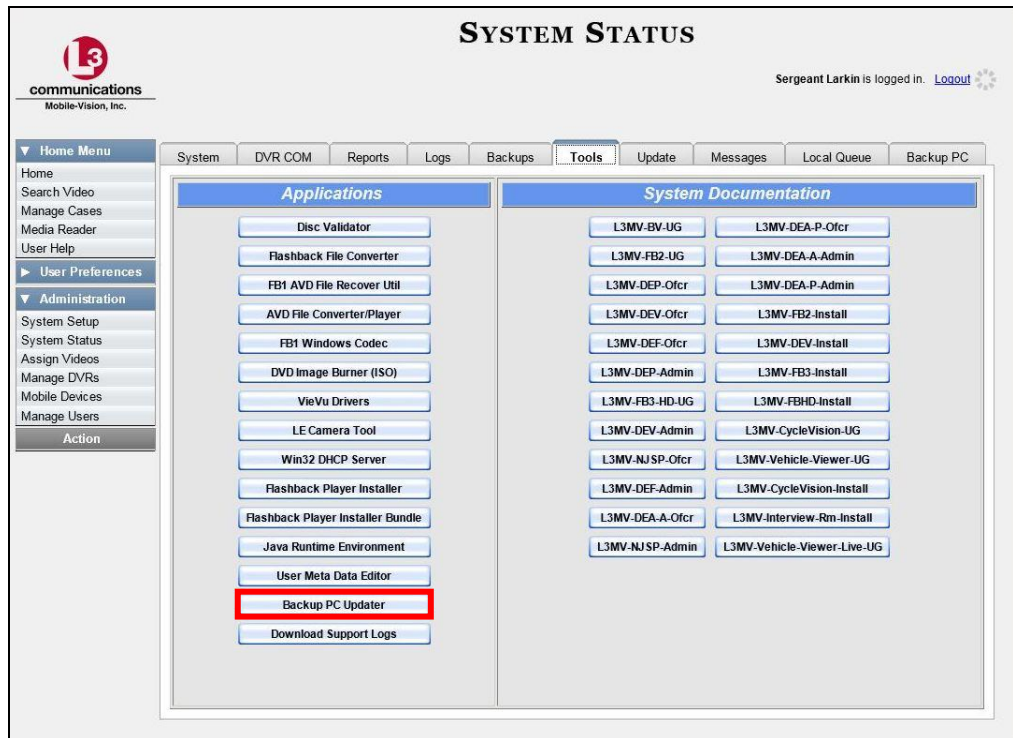 SYSTEM STATUS
L3
communications
Mobile-Vision, Inc.
Sergeant Larkin is logged in. Logout
Home Menu
Home
Search Video
Manage Cases
Media Reader
User Help
User Preferences
Administration
System Setup
System Status
Assign Videos
Manage DVRs
Mobile Devices
Manage Users
Action
System DVR COM Reports Logs Backups Tools Update Messages Local Queue Backup PC
Applications
Disc Validator
Flashback File Converter
FB1 AVD File Recover Util
AVD File Converter/Player
FB1 Windows Codec
DVD Image Burner (ISO)
VieVu Drivers
LE Camera Tool
Win32 DHCP Server
Flashback Player Installer
Flashback Player Installer Bundle
Java Runtime Environment
User Meta Data Editor
Backup PC Updater
Download Support Logs
System Documentation
L3MV-BV-UG L3MV-DEA-P-Ofcr
L3MV-FB2-UG L3MV-DEA-A-Admin
L3MV-DEP-Ofcr L3MV-DEA-P-Admin
L3MV-DEV-Ofcr L3MV-FB2-Install
L3MV-DEF-Ofcr L3MV-DEV-Install
L3MV-DEP-Admin L3MV-FB3-Install
L3MV-FB3-HD-UG L3MV-FBHD-Install
L3MV-DEV-Admin L3MV-CycleVision-UG
L3MV-NJSP-Ofcr L3MV-Vehicle-Viewer-UG
L3MV-DEF-Admin L3MV-CycleVision-Install
L3MV-DEA-A-Ofcr L3MV-Interview-Rm-Install
L3MV-NJSP-Admin L3MV-Vehicle-Viewer-Live-UG